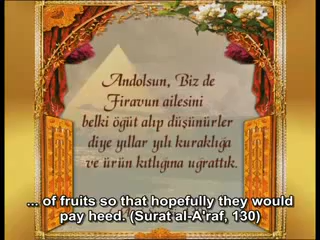 Andolsun, Biz de
Firavun ailesini
belki öğüt alıp düşünürler
diye yıllar yılı kuraklığa
ve ürün kıtlığına uğrattık.
... of fruits so that hopefully they would
pay heed. (Surat al-A'raf, 130)